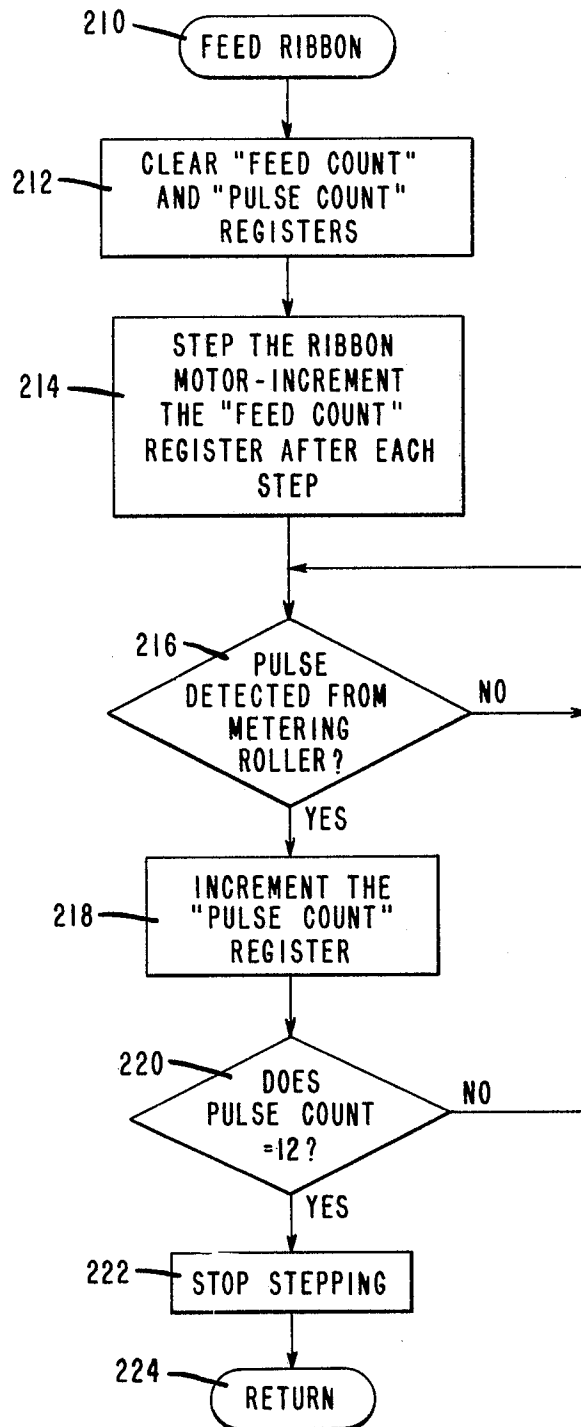 210
FEED RIBBON
212
CLEAR "FEED COUNT"
AND "PULSE COUNT"
REGISTERS
214
STEP THE RIBBON
MOTOR-INCREMENT
THE "FEED COUNT"
REGISTER AFTER EACH
STEP
216
PULSE
DETECTED FROM
METERING
ROLLER?
NO
YES
218
INCREMENT THE
"PULSE COUNT"
REGISTER
220
DOES
PULSE COUNT
=12?
NO
YES
222
STOP STEPPING
224
RETURN